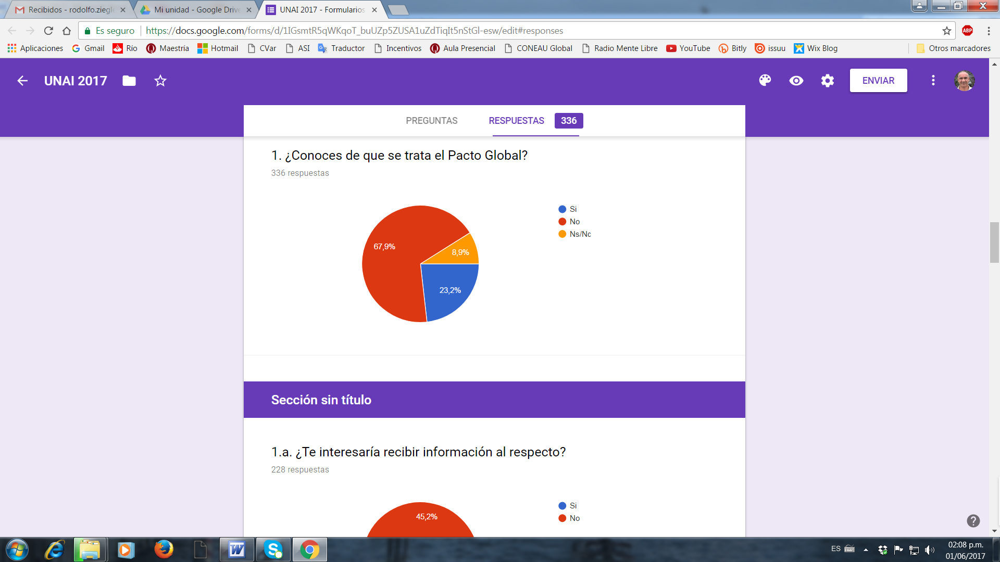 Recibidos - rodolfo.ziegle
Mi unidad - Google Drive
UNAI 2017 - Formularios
Es seguro
https://docs.google.com/forms/d/1IGsmtR5qWKqoT_buUZp5ZUSA1uZdTiqIt5nStGl-esw/edit#responses
ABP
Aplicaciones
Gmail
Río
Maestría
Hotmail
CVar
ASI
Traductor
Incentivos
Aula Presencial
CONEAU Global
Radio Mente Libre
YouTube
Bitly
issuu
Wix Blog
Otros marcadores
UNAI 2017
ENVIAR
PREGUNTAS
RESPUESTAS 336
1. ¿Conoces de que se trata el Pacto Global?
336 respuestas
67,9%
8,9%
23,2%
Si
No
Ns/Nc
Sección sin título
1.a. ¿Te interesaría recibir información al respecto?
228 respuestas
45,2%
Si
No
ES
02:08 p.m.
01/06/2017